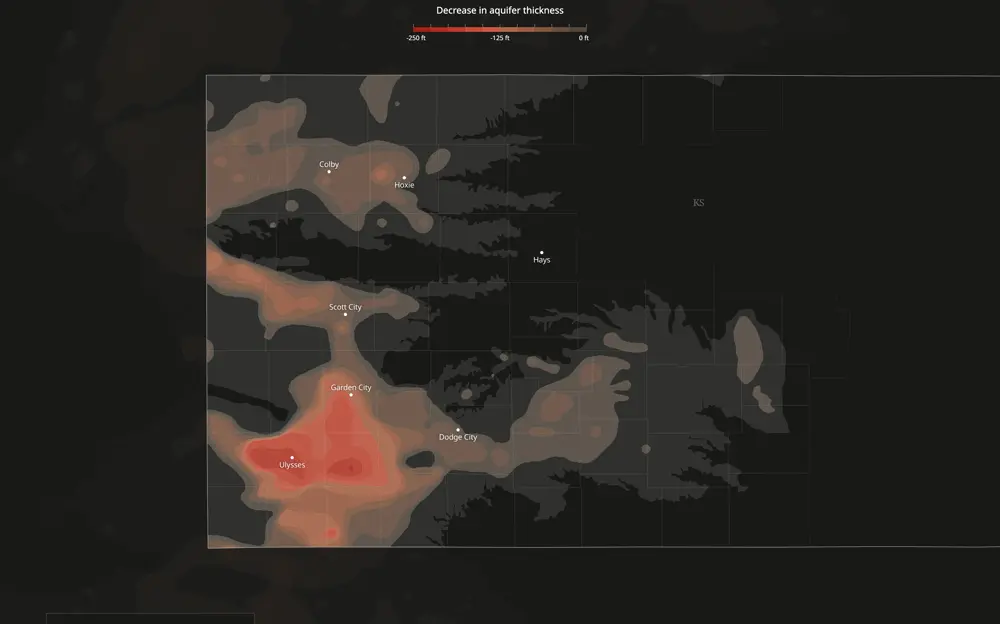 Decrease in aquifer thickness
-250 ft -125 ft 0 ft
Colby
Hoxie
KS
Hays
Scott City
Garden City
Dodge City
Ulysses